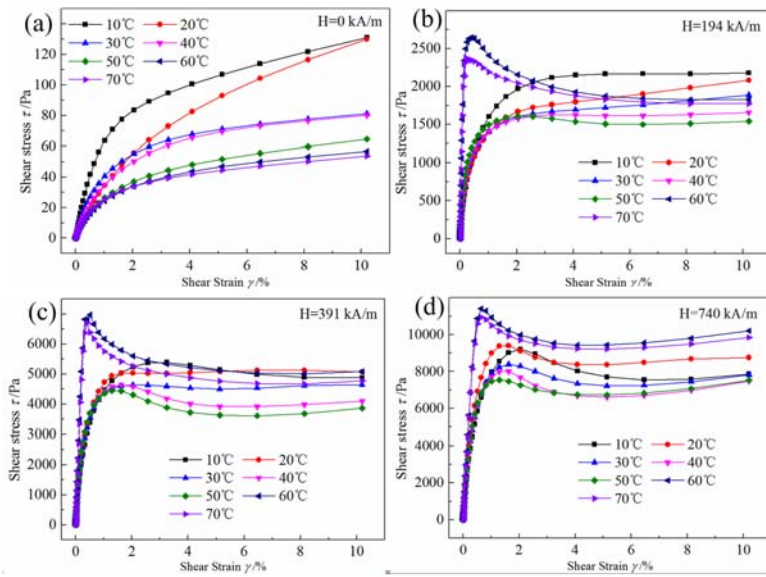 (a)
H=0 kA/m
10℃ 20℃
30℃ 40℃
50℃ 60℃
70℃
Shear stress τ /Pa
140
120
100
80
60
40
20
0
0 2 4 6 8 10
Shear Strain γ/%
(b)
H=194 kA/m
10℃ 20℃
30℃ 40℃
50℃ 60℃
70℃
Shear stress τ /Pa
2500
2000
1500
1000
500
0
0 2 4 6 8 10
Shear Strain γ/%
(c)
H=391 kA/m
10℃ 20℃
30℃ 40℃
50℃ 60℃
70℃
Shear stress τ /Pa
7000
6000
5000
4000
3000
2000
1000
0
0 2 4 6 8 10
Shear Strain γ/%
(d)
H=740 kA/m
10℃ 20℃
30℃ 40℃
50℃ 60℃
70℃
Shear stress τ/Pa
10000
8000
6000
4000
2000
0
0 2 4 6 8 10
Shear Strain γ/%